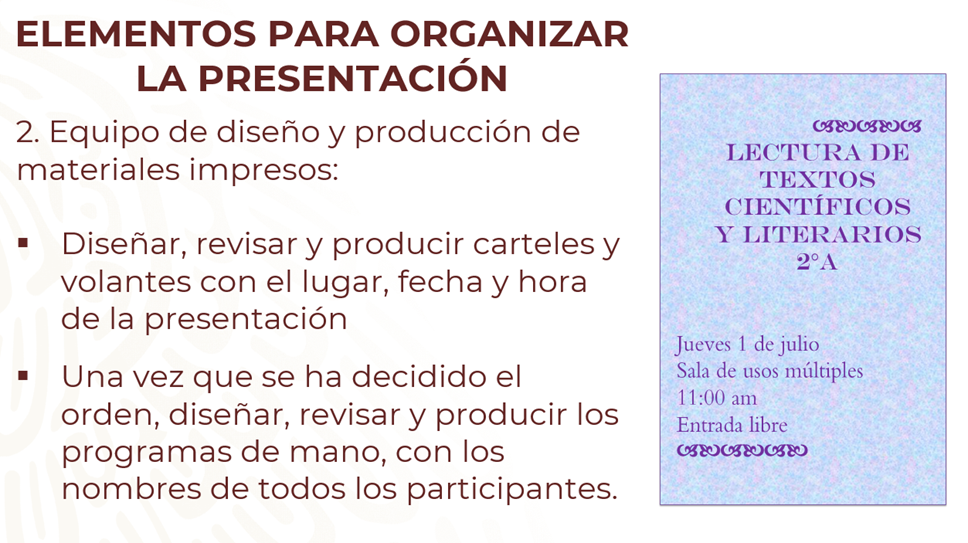 ELEMENTOS PARA ORGANIZAR
LA PRESENTACIÓN
2. Equipo de diseño y producción de
materiales impresos:
▪ Diseñar, revisar y producir carteles y
volantes con el lugar, fecha y hora
de la presentación
▪ Una vez que se ha decidido el
orden, diseñar, revisar y producir los
programas de mano, con los
nombres de todos los participantes.
LECTURA DE
TEXTOS
CIENTÍFICOS
Y LITERARIOS
2°A
Jueves 1 de julio
Sala de usos múltiples
11:00 am
Entrada libre